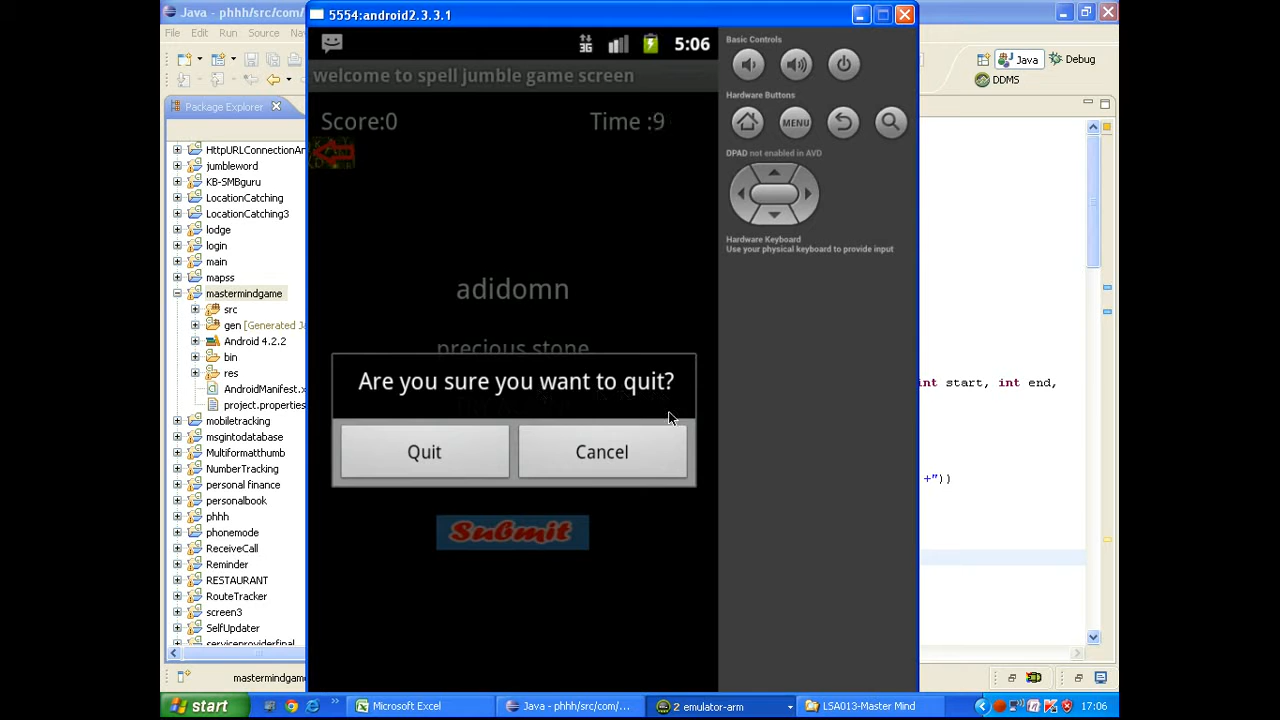 Java - phhh/src/com/
5554:android2.3.3.1
File Edit Run Source
3G 5:06
welcome to spell jumble game screen
Basic Controls
Java Debug
DDMS
Hardware Buttons
MENU
Package Explorer
Score:0 Time :9
DPAD not enabled in AVD
Hardware Keyboard
Use your physical keyboard to provide input
HttpURLConnectionAn
jumbleword
KB-SMBguru
LocationCatching
LocationCatching3
lodge
login
main
mapss
mastermindgame
src
gen [Generated Ja
Android 4.2.2
bin
res
AndroidManifest.x
project.properties
mobiletracking
msgintodatabase
Multiformatthumb
NumberTracking
personal finance
personalbook
phhh
phonemode
ReceiveCall
Reminder
RESTAURANT
RouteTracker
screen3
SelfUpdater
serviceproviderfinal
adidomn
precious stone
Are you sure you want to quit?
Quit Cancel
Submit
int start, int end,
+"))
mastermindgam
start
Microsoft Excel
Java - phhh/src/com/...
2 emulator-arm
LSA013-Master Mind
17:06